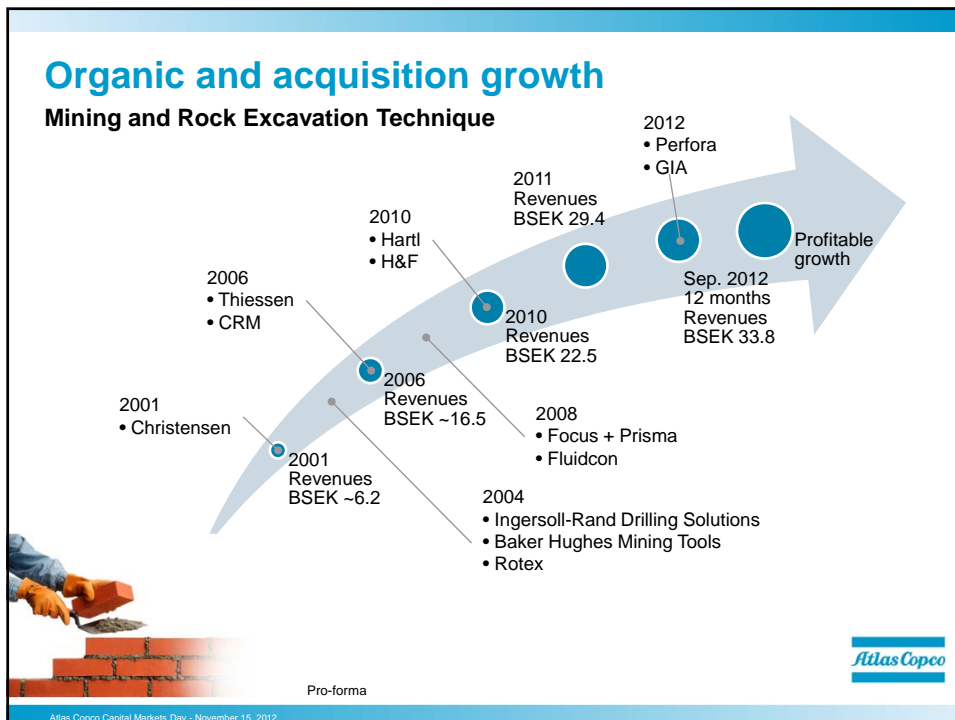 Organic and acquisition growth
Mining and Rock Excavation Technique
2012
• Perfora
• GIA
2011
Revenues
BSEK 29.4
2010
• Hartl
• H&F
Profitable
growth
2006
• Thiessen
• CRM
Sep. 2012
12 months
Revenues
BSEK 33.8
2010
Revenues
BSEK 22.5
2006
Revenues
BSEK ~16.5
2001
• Christensen
2008
• Focus + Prisma
• Fluidcon
2001
Revenues
BSEK ~6.2
2004
• Ingersoll-Rand Drilling Solutions
• Baker Hughes Mining Tools
• Rotex
Atlas Copco
Pro-forma
Atlas Copco Capital Markets Day - November 15, 2012